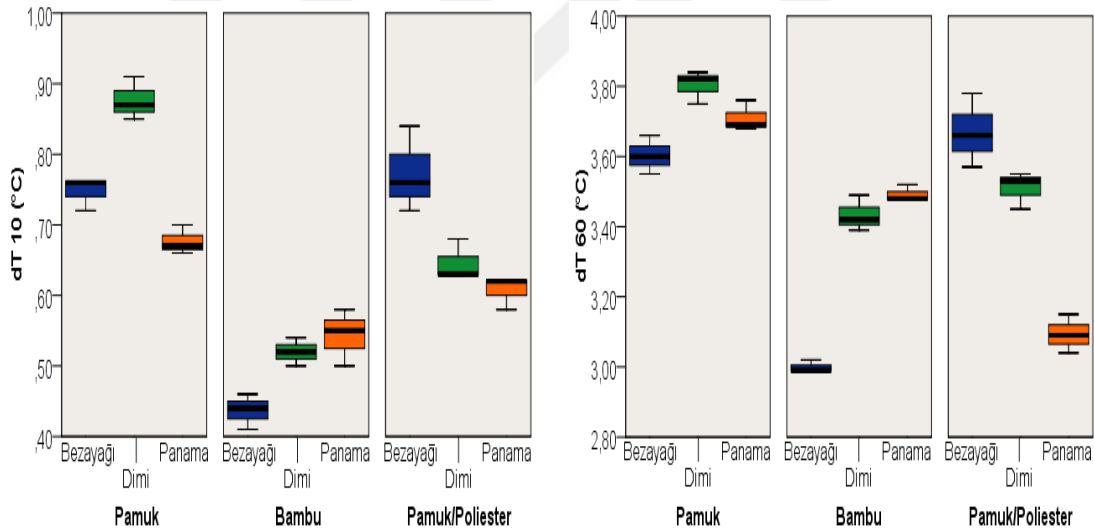 dT 10 (°C)
1,00
,90
,80
,70
,60
,50
,40
Bezayağı Dimi Panama
Bezayağı Dimi Panama
Bezayağı Dimi Panama
Pamuk Bambu Pamuk/Poliester
dT 60 (°C)
4,00
3,80
3,60
3,40
3,20
3,00
2,80
Bezayağı Dimi Panama
Bezayağı Dimi Panama
Bezayağı Dimi Panama
Pamuk Bambu Pamuk/Poliester